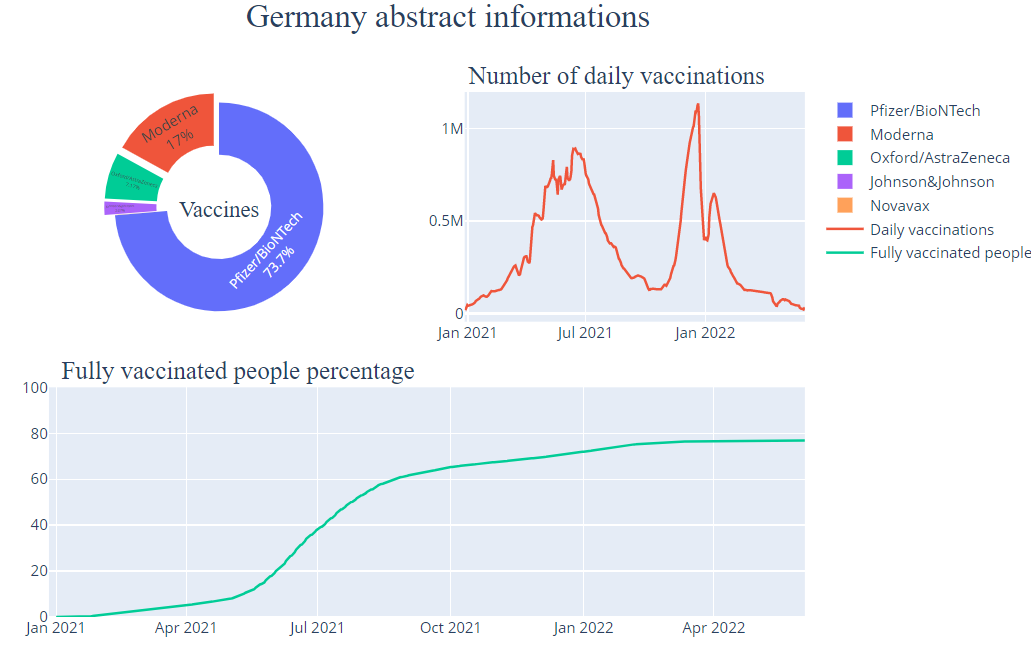 Germany abstract informations
Moderna
17%
Vaccines
Pfizer/BioNTech
73.7%
Number of daily vaccinations
1M
0.5M
0
Jan 2021
Jul 2021
Jan 2022
Pfizer/BioNTech
Moderna
Oxford/AstraZeneca
Johnson&Johnson
Novavax
Daily vaccinations
Fully vaccinated people
Fully vaccinated people percentage
100
80
60
40
20
0
Jan 2021
Apr 2021
Jul 2021
Oct 2021
Jan 2022
Apr 2022